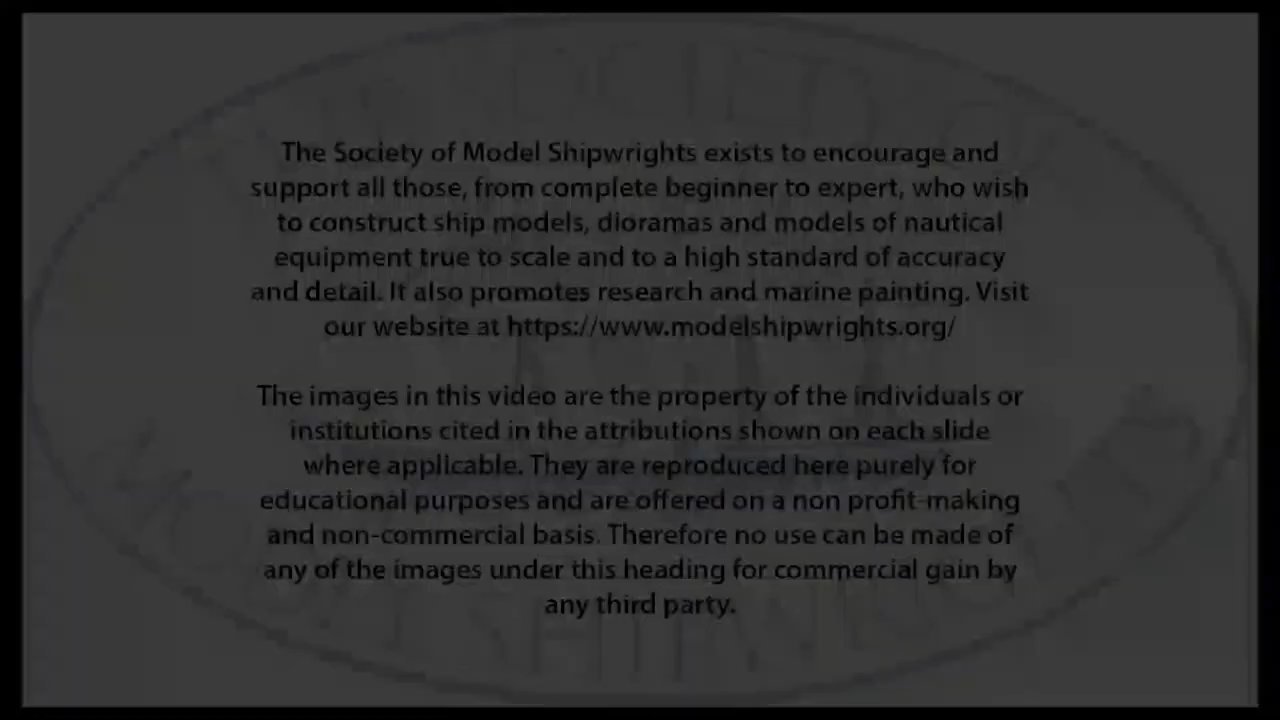 The Society of Model Shipwrights exists to encourage and
support all those, from complete beginner to expert, who wish
to construct ship models, dioramas and models of nautical
equipment true to scale and to a high standard of accuracy
and detail. It also promotes research and marine painting. Visit
our website at https://www.modelshipwrights.org/
The images in this video are the property of the individuals or
institutions cited in the attributions shown on each slide
where applicable. They are reproduced here purely for
educational purposes and are offered on a non profit-making
and non-commercial basis. Therefore no use can be made of
any of the images under this heading for commercial gain by
any third party.